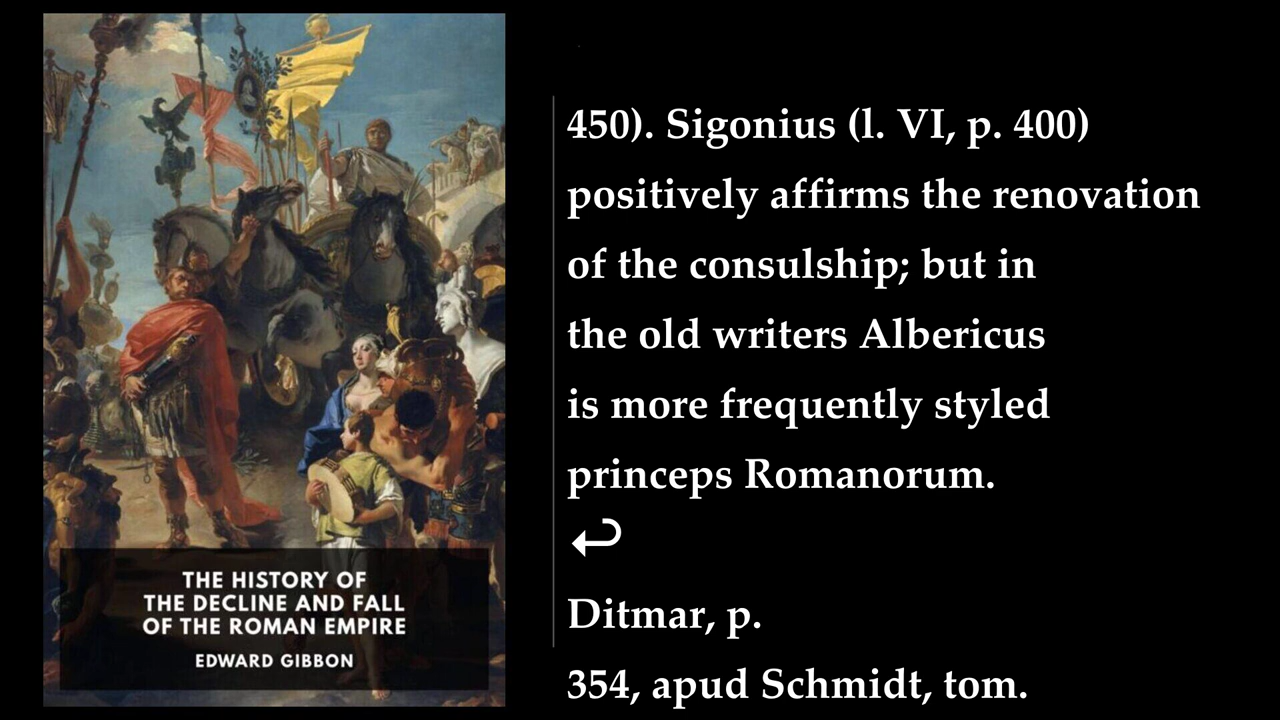 THE HISTORY OF
THE DECLINE AND FALL
OF THE ROMAN EMPIRE
EDWARD GIBBON
450). Sigonius (l. VI, p. 400)
positively affirms the renovation
of the consulship; but in
the old writers Albericus
is more frequently styled
princeps Romanorum.
↩
Ditmar, p.
354, apud Schmidt, tom.